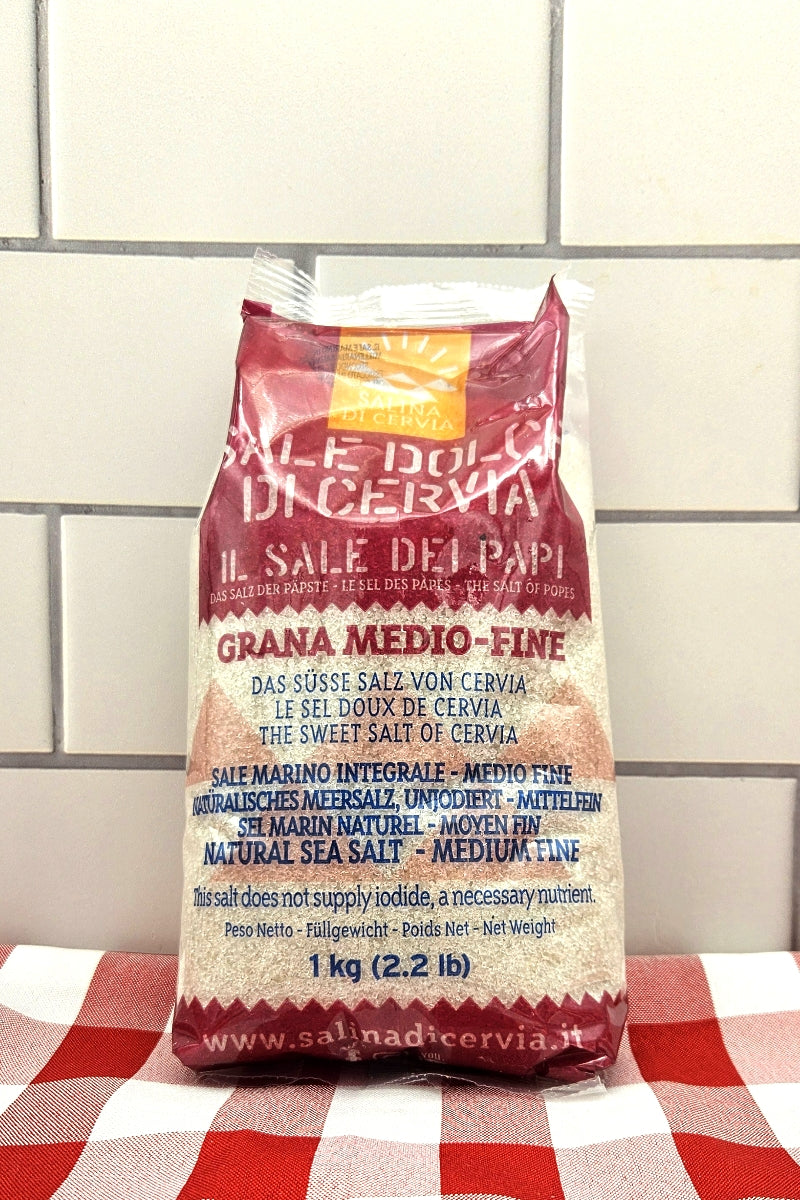 SALINA
DI CERVIA
SALE DOLCE
DI CERVIA
IL SALE DEI PAPI
DAS SALZ DER PÄPSTE - LE SEL DES PAPES - THE SALT OF POPES
GRANA MEDIO-FINE
DAS SÜSSE SALZ VON CERVIA
LE SEL DOUX DE CERVIA
THE SWEET SALT OF CERVIA
SALE MARINO INTEGRALE - MEDIO FINE
NATURALISCHES MEERSALZ, UNJODIERT - MITTELFEIN
SEL MARIN NATUREL - MOYEN FIN
NATURAL SEA SALT - MEDIUM FINE
This salt does not supply iodide, a necessary nutrient.
Peso Netto - Füllgewicht - Poids Net - Net Weight
1 kg (2.2 lb)
www.salinadicervia.it